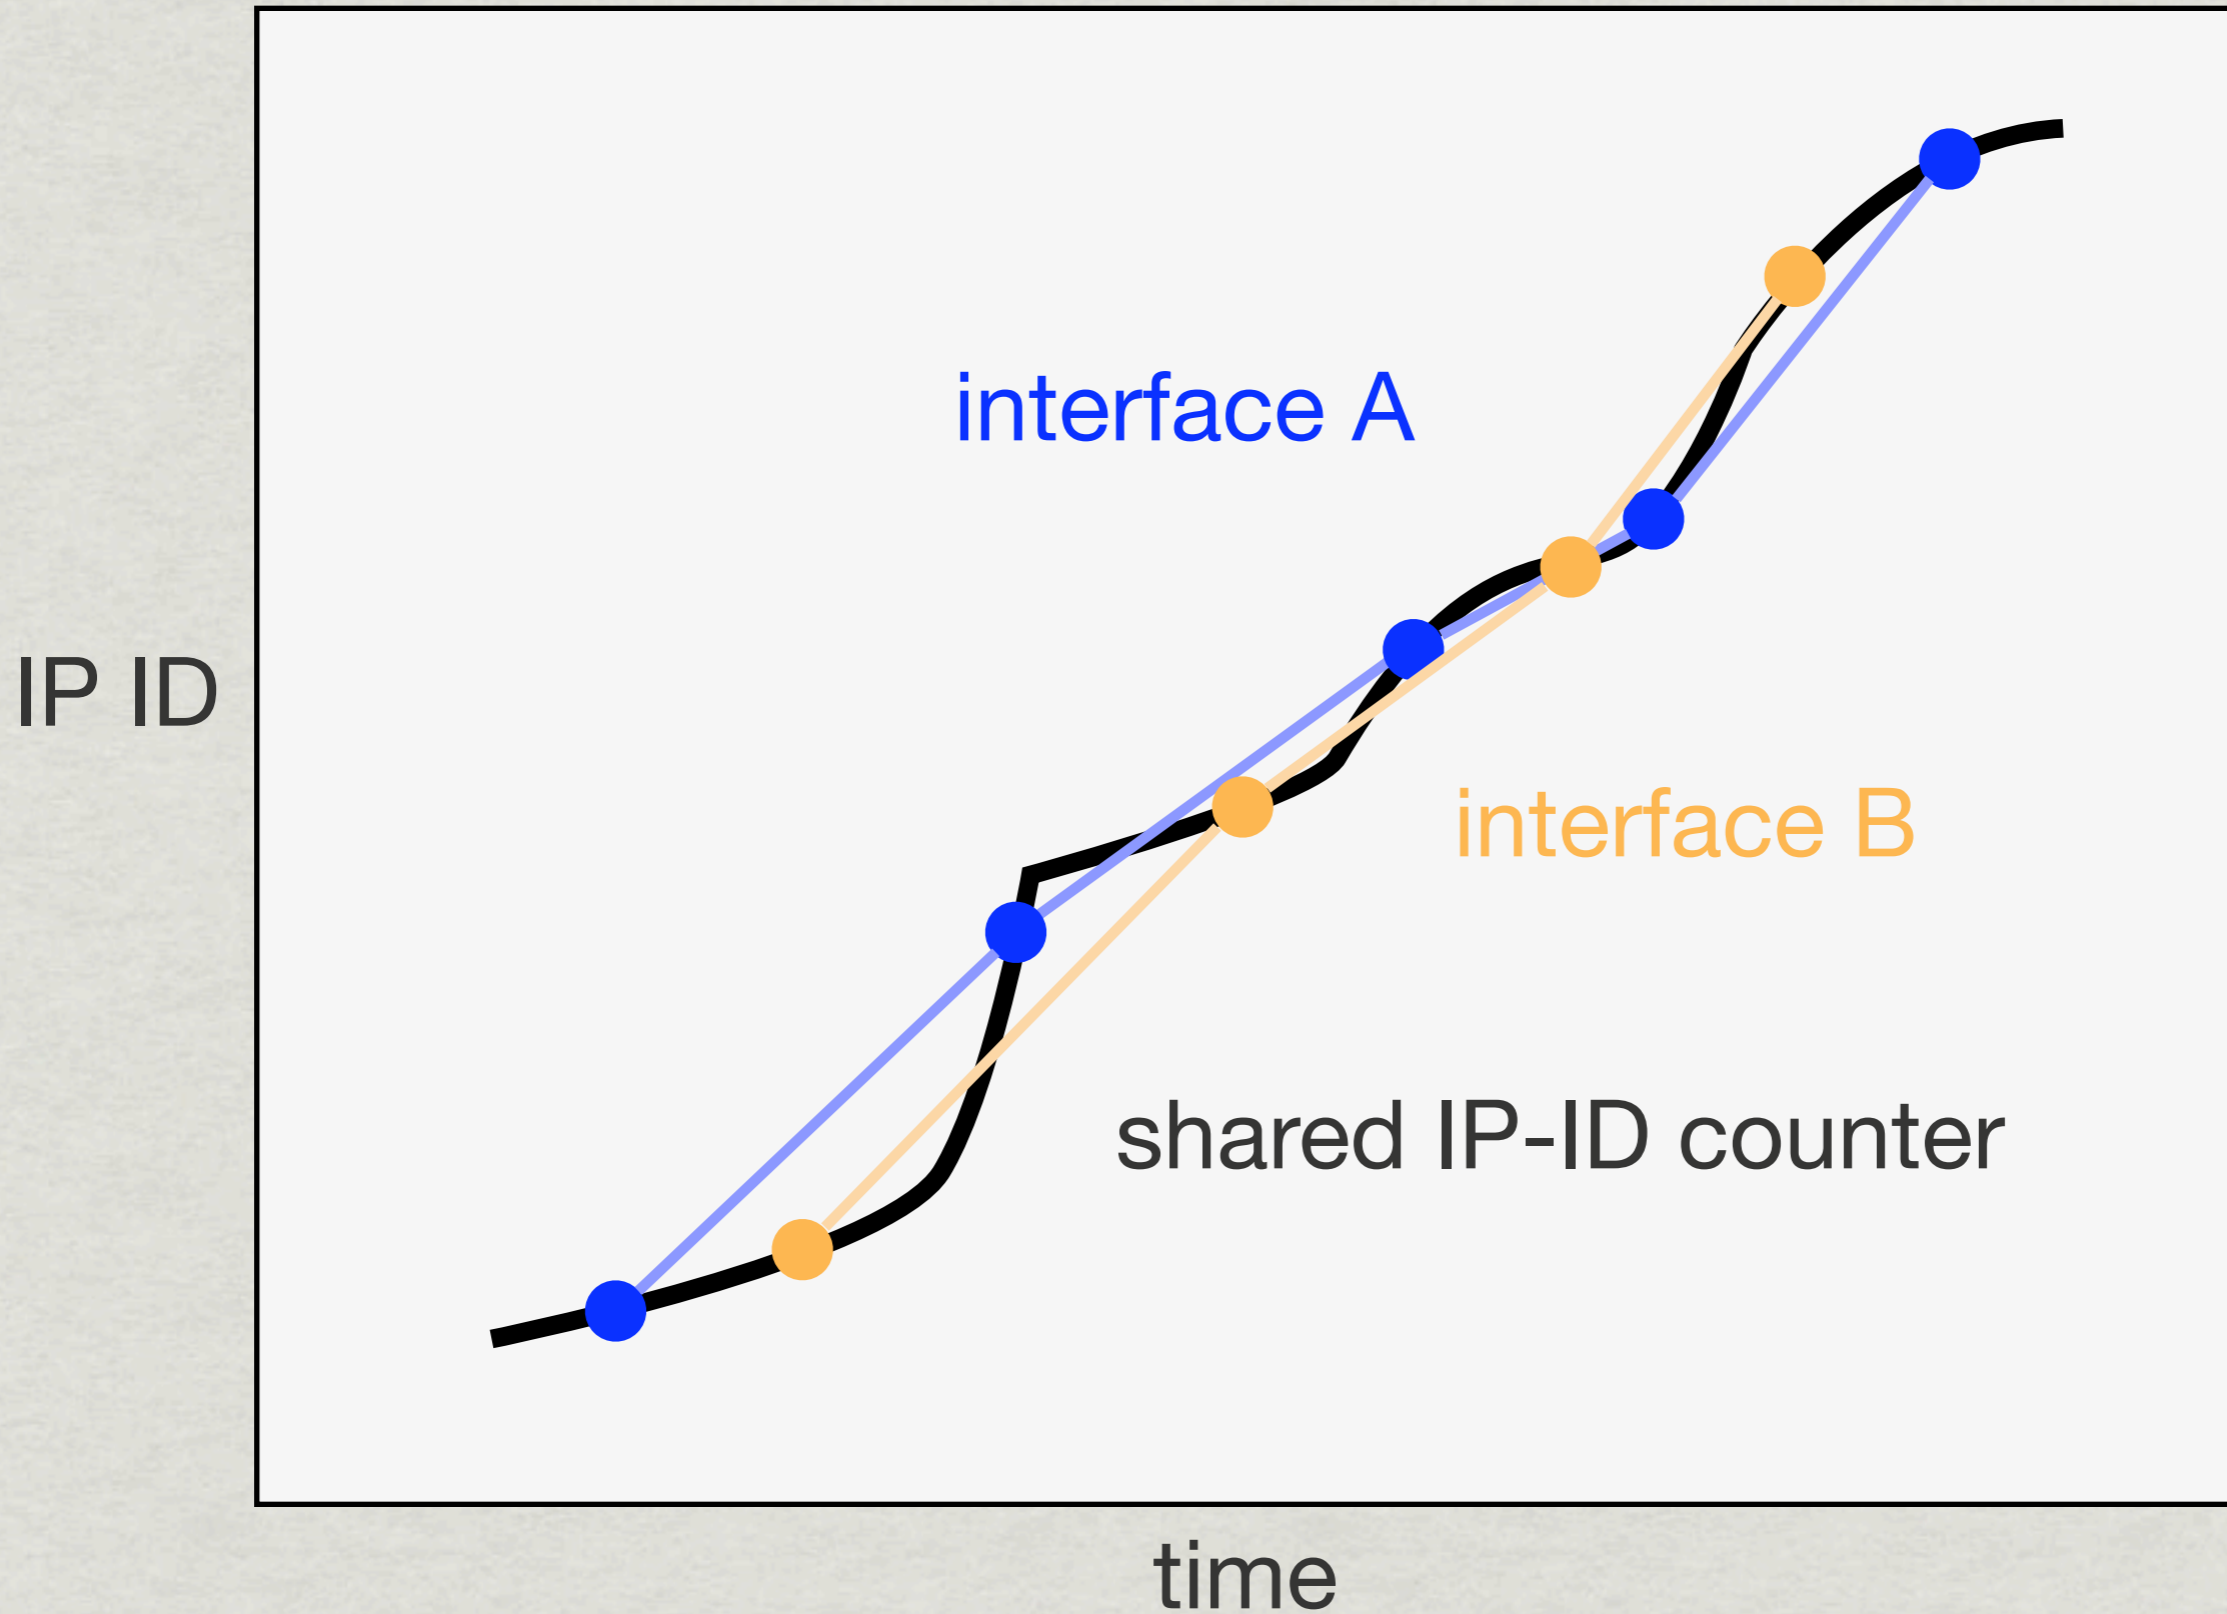 interface A
IP ID
interface B
shared IP-ID counter
time